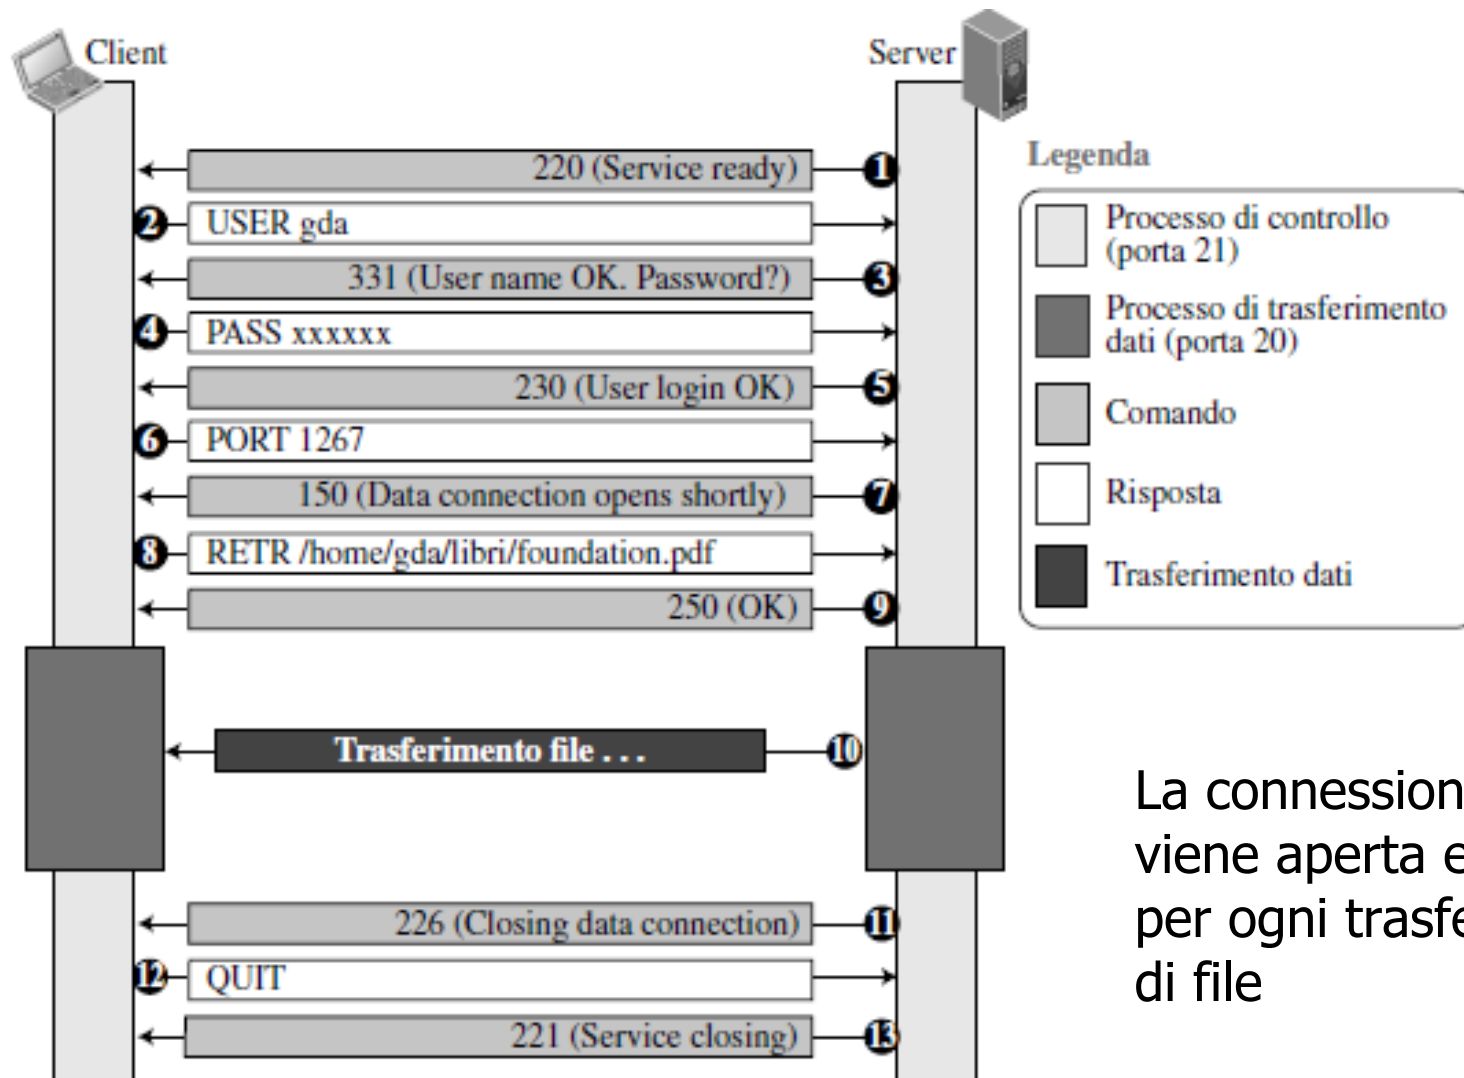 Client
Server
220 (Service ready)
1
2
USER gda
331 (User name OK. Password?)
3
4
PASS xxxxxx
230 (User login OK)
5
6
PORT 1267
150 (Data connection opens shortly)
7
8
RETR /home/gda/libri/foundation.pdf
250 (OK)
9
Trasferimento file . . .
10
226 (Closing data connection)
11
12
QUIT
221 (Service closing)
13
Legenda
Processo di controllo
(porta 21)
Processo di trasferimento
dati (porta 20)
Comando
Risposta
Trasferimento dati
La connession
viene aperta e
per ogni trasfe
di file